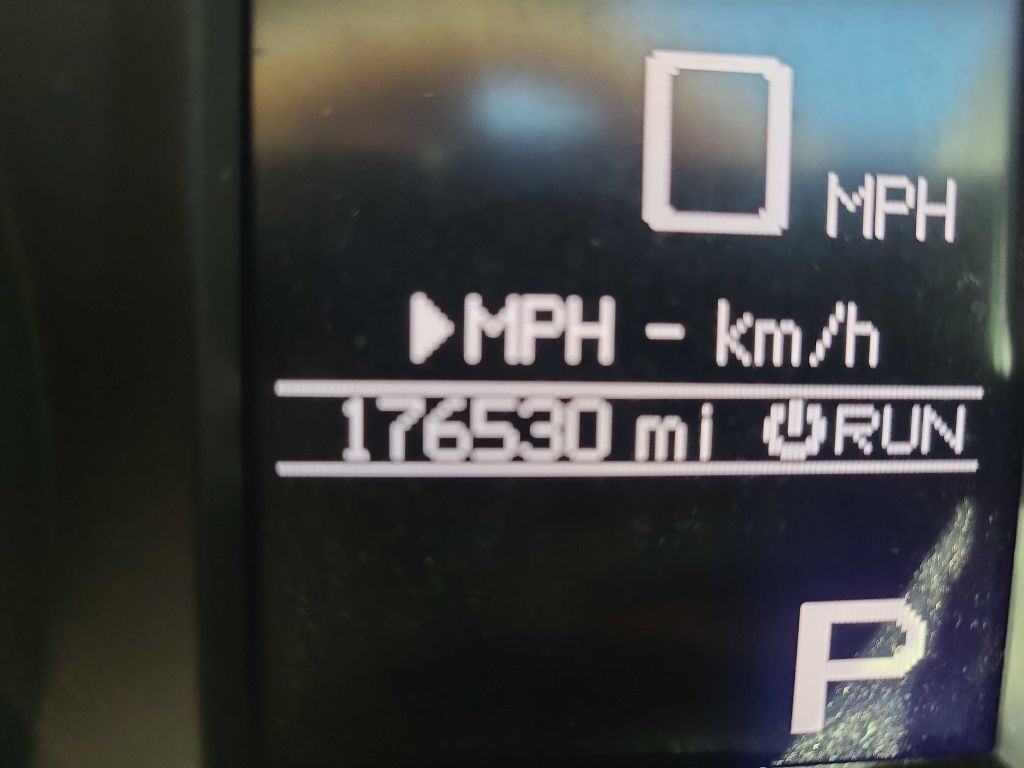 0 MPH
▶MPH - km/h
176530 mi ⏻RUN
P